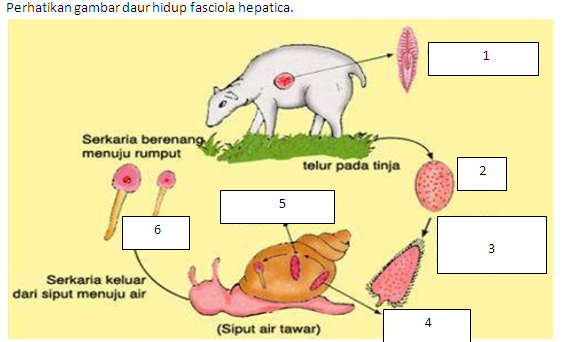 Perhatikan gambar daur hidup fasciola hepatica.
1
Serkaria berenang
menuju rumput
telur pada tinja
2
5
6
3
Serkaria keluar
dari siput menuju air
4
(Siput air tawar)